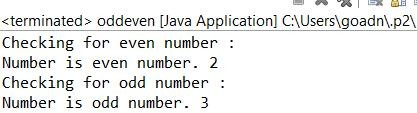 <terminated> oddeven [Java Application] C:\Users\goadn\.p2\
Checking for even number :
Number is even number. 2
Checking for odd number :
Number is odd number. 3